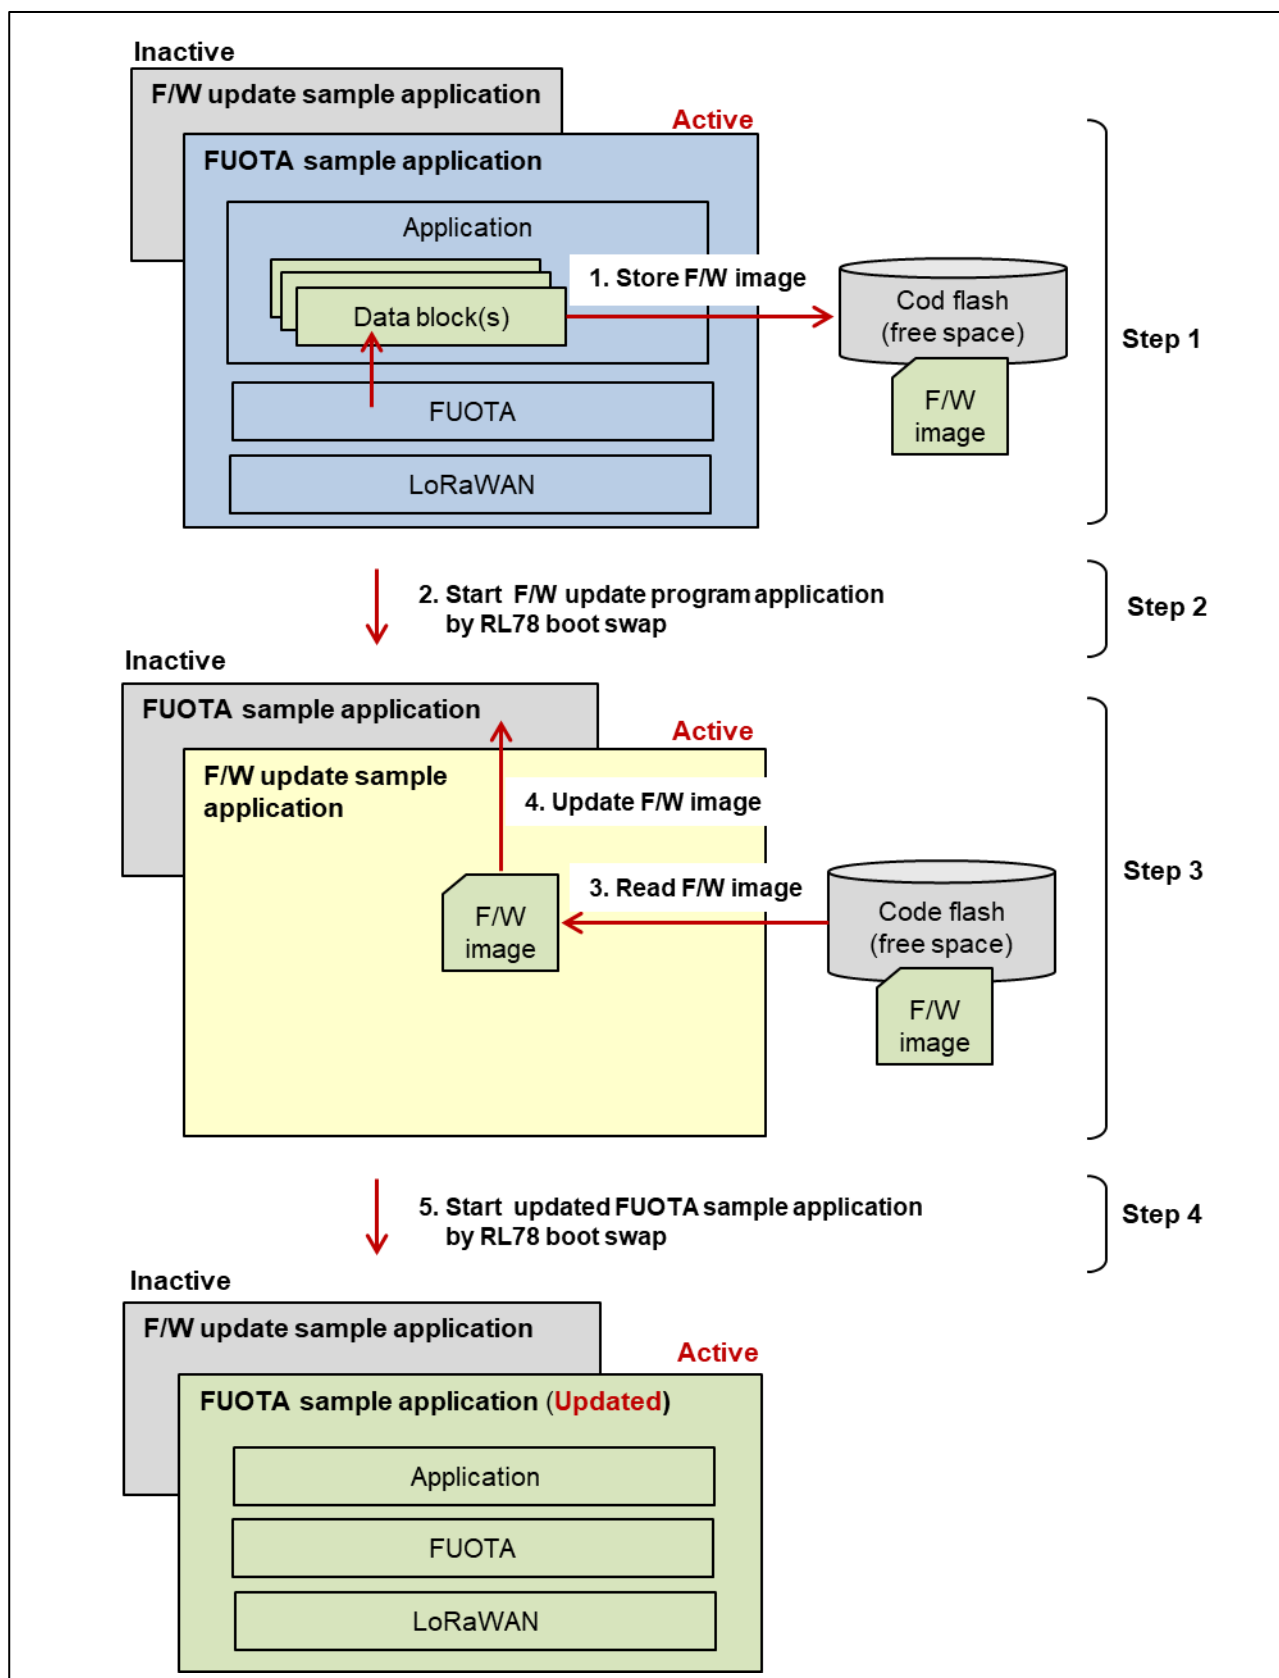 Inactive
F/W update sample application
Active
FUOTA sample application
Application
1. Store F/W image
Data block(s)
Cod flash
(free space)
F/W
image
Step 1
FUOTA
LoRaWAN
2. Start F/W update program application
by RL78 boot swap
Step 2
Inactive
FUOTA sample application
Active
F/W update sample
application
4. Update F/W image
3. Read F/W image
F/W
image
Code flash
(free space)
F/W
image
Step 3
5. Start updated FUOTA sample application
by RL78 boot swap
Step 4
Inactive
F/W update sample application
Active
FUOTA sample application (Updated)
Application
FUOTA
LoRaWAN